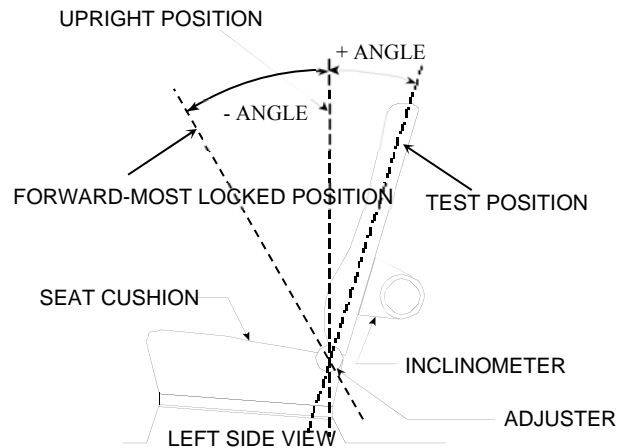 UPRIGHT POSITION
+ ANGLE
- ANGLE
FORWARD-MOST LOCKED POSITION
TEST POSITION
SEAT CUSHION
INCLINOMETER
ADJUSTER
LEFT SIDE VIEW